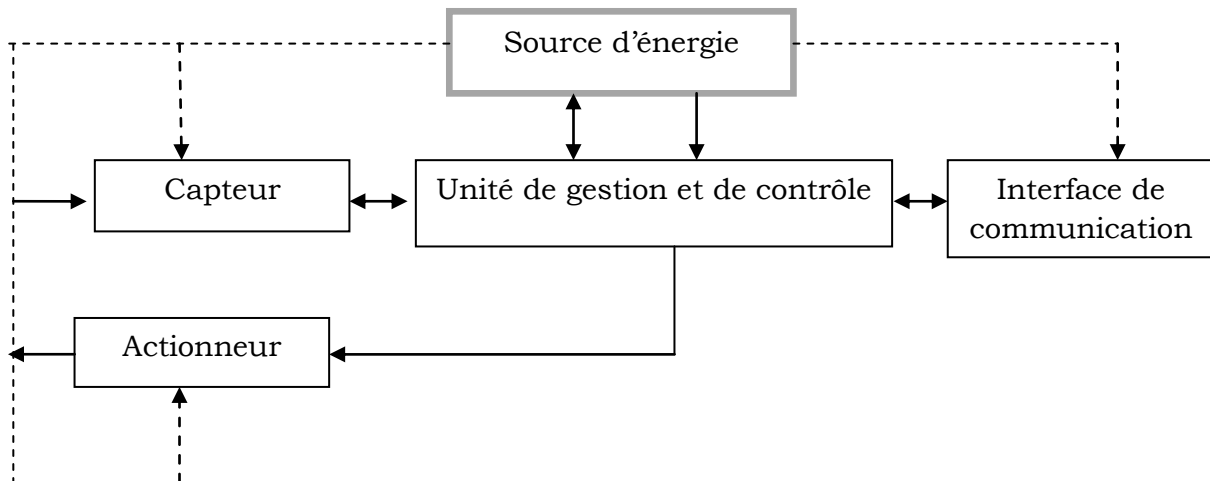 Source d'énergie
Capteur
Unité de gestion et de contrôle
Interface de
communication
Actionneur